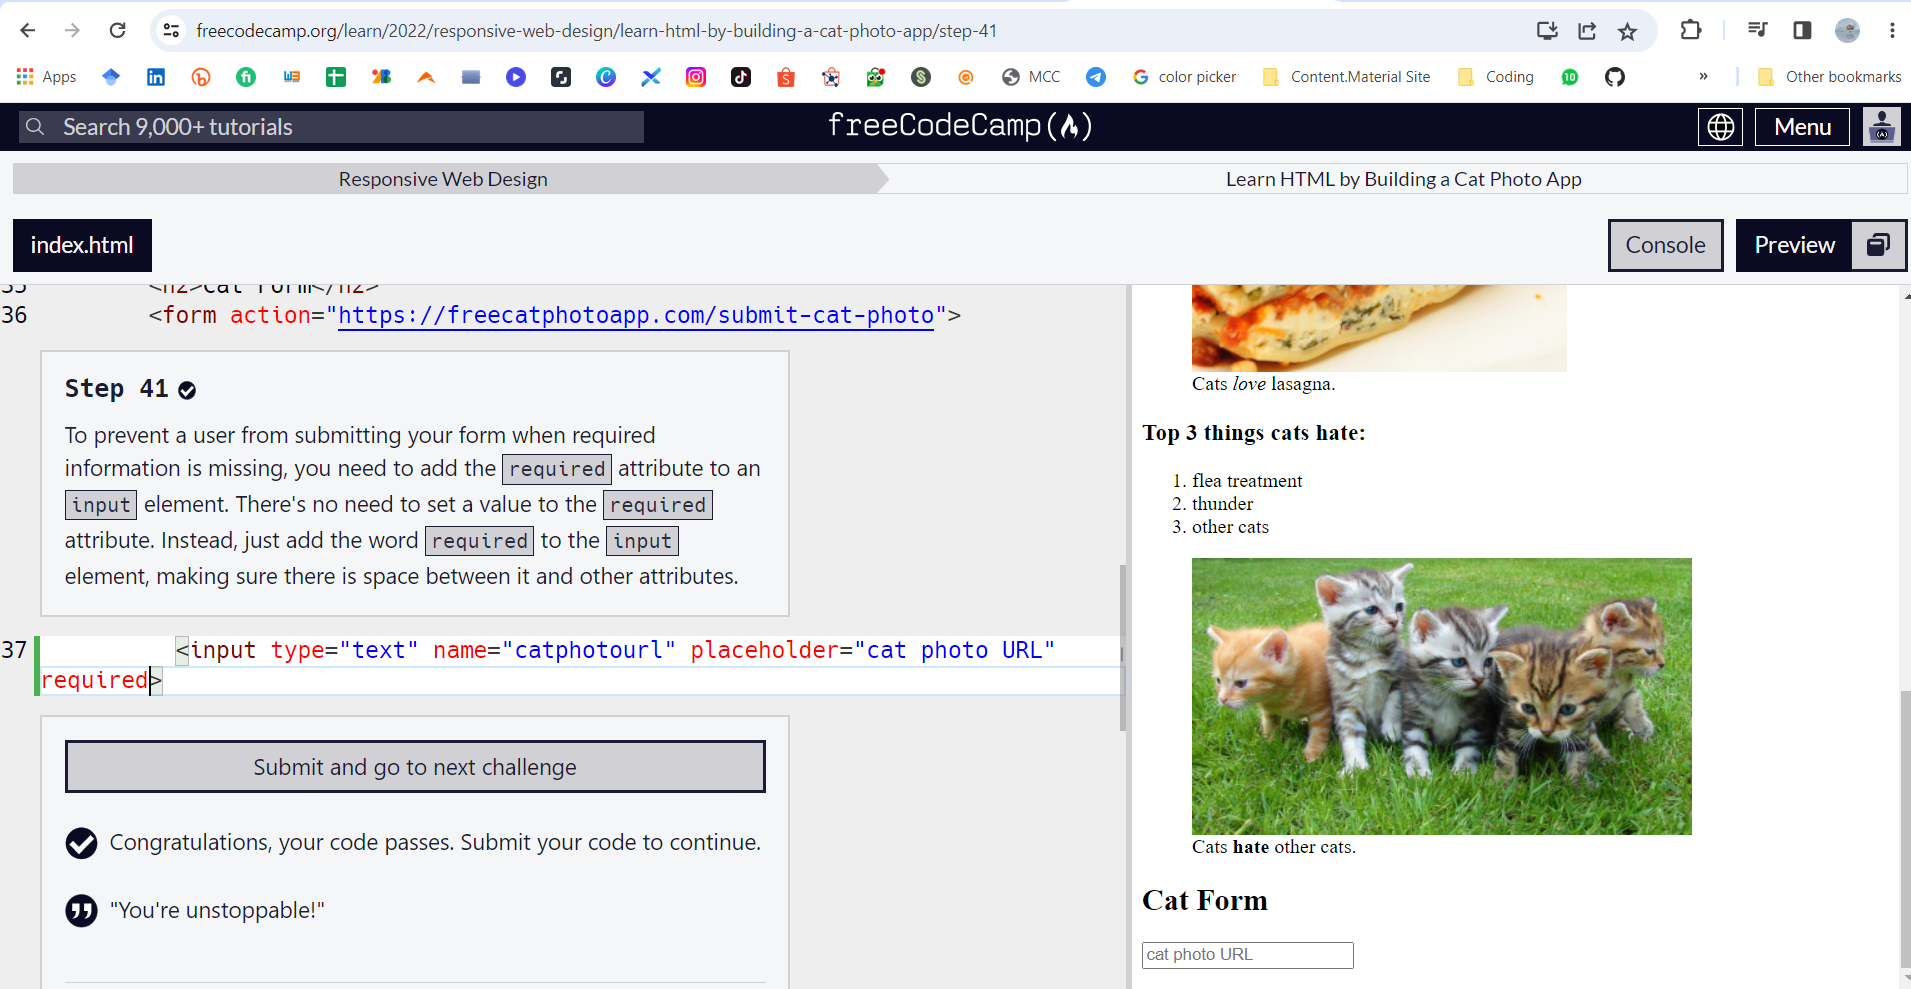 freecodecamp.org/learn/2022/responsive-web-design/learn-html-by-building-a-cat-photo-app/step-41
Apps
MCC
color picker
Content.Material Site
Coding
10
»
Other bookmarks
Search 9,000+ tutorials
freeCodeCamp
Menu
Responsive Web Design
Learn HTML by Building a Cat Photo App
index.html
Console
Preview
35 <h2>Cat Form</h2>
36 <form action="https://freecatphotoapp.com/submit-cat-photo">
Step 41
To prevent a user from submitting your form when required
information is missing, you need to add the required attribute to an
input element. There's no need to set a value to the required
attribute. Instead, just add the word required to the input
element, making sure there is space between it and other attributes.
37 <input type="text" name="catphotourl" placeholder="cat photo URL"
required>
Submit and go to next challenge
Congratulations, your code passes. Submit your code to continue.
"You're unstoppable!"
Cats love lasagna.
Top 3 things cats hate:
1. flea treatment
2. thunder
3. other cats
Cats hate other cats.
Cat Form
cat photo URL